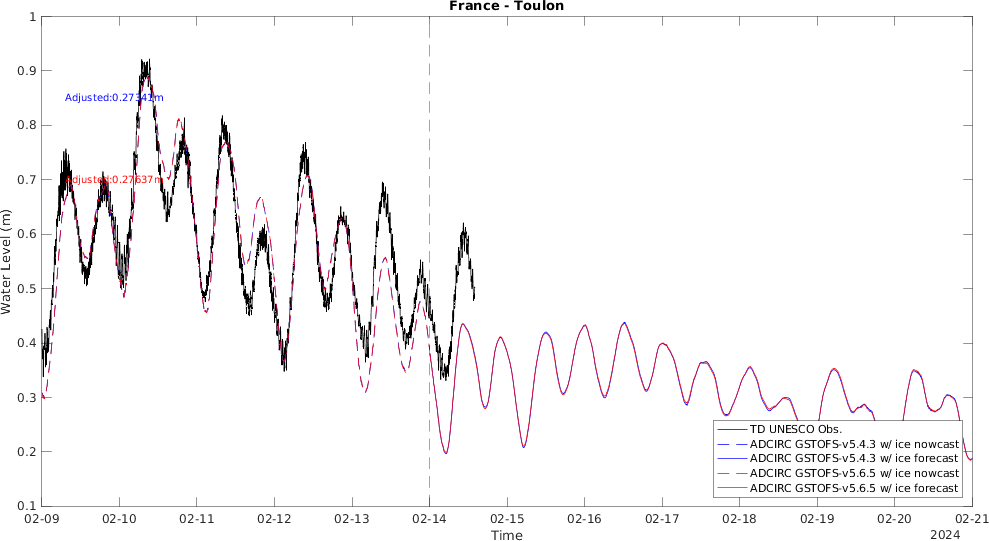 France - Toulon
1
0.9
0.8
0.7
0.6
0.5
0.4
0.3
0.2
0.1
Water Level (m)
Adjusted:0.27341m
Adjusted:0.27637m
TD UNESCO Obs.
ADCIRC GSTOFS-v5.4.3 w/ ice nowcast
ADCIRC GSTOFS-v5.4.3 w/ ice forecast
ADCIRC GSTOFS-v5.6.5 w/ ice nowcast
ADCIRC GSTOFS-v5.6.5 w/ ice forecast
02-09 02-10 02-11 02-12 02-13 02-14 02-15 02-16 02-17 02-18 02-19 02-20 02-21
Time
2024